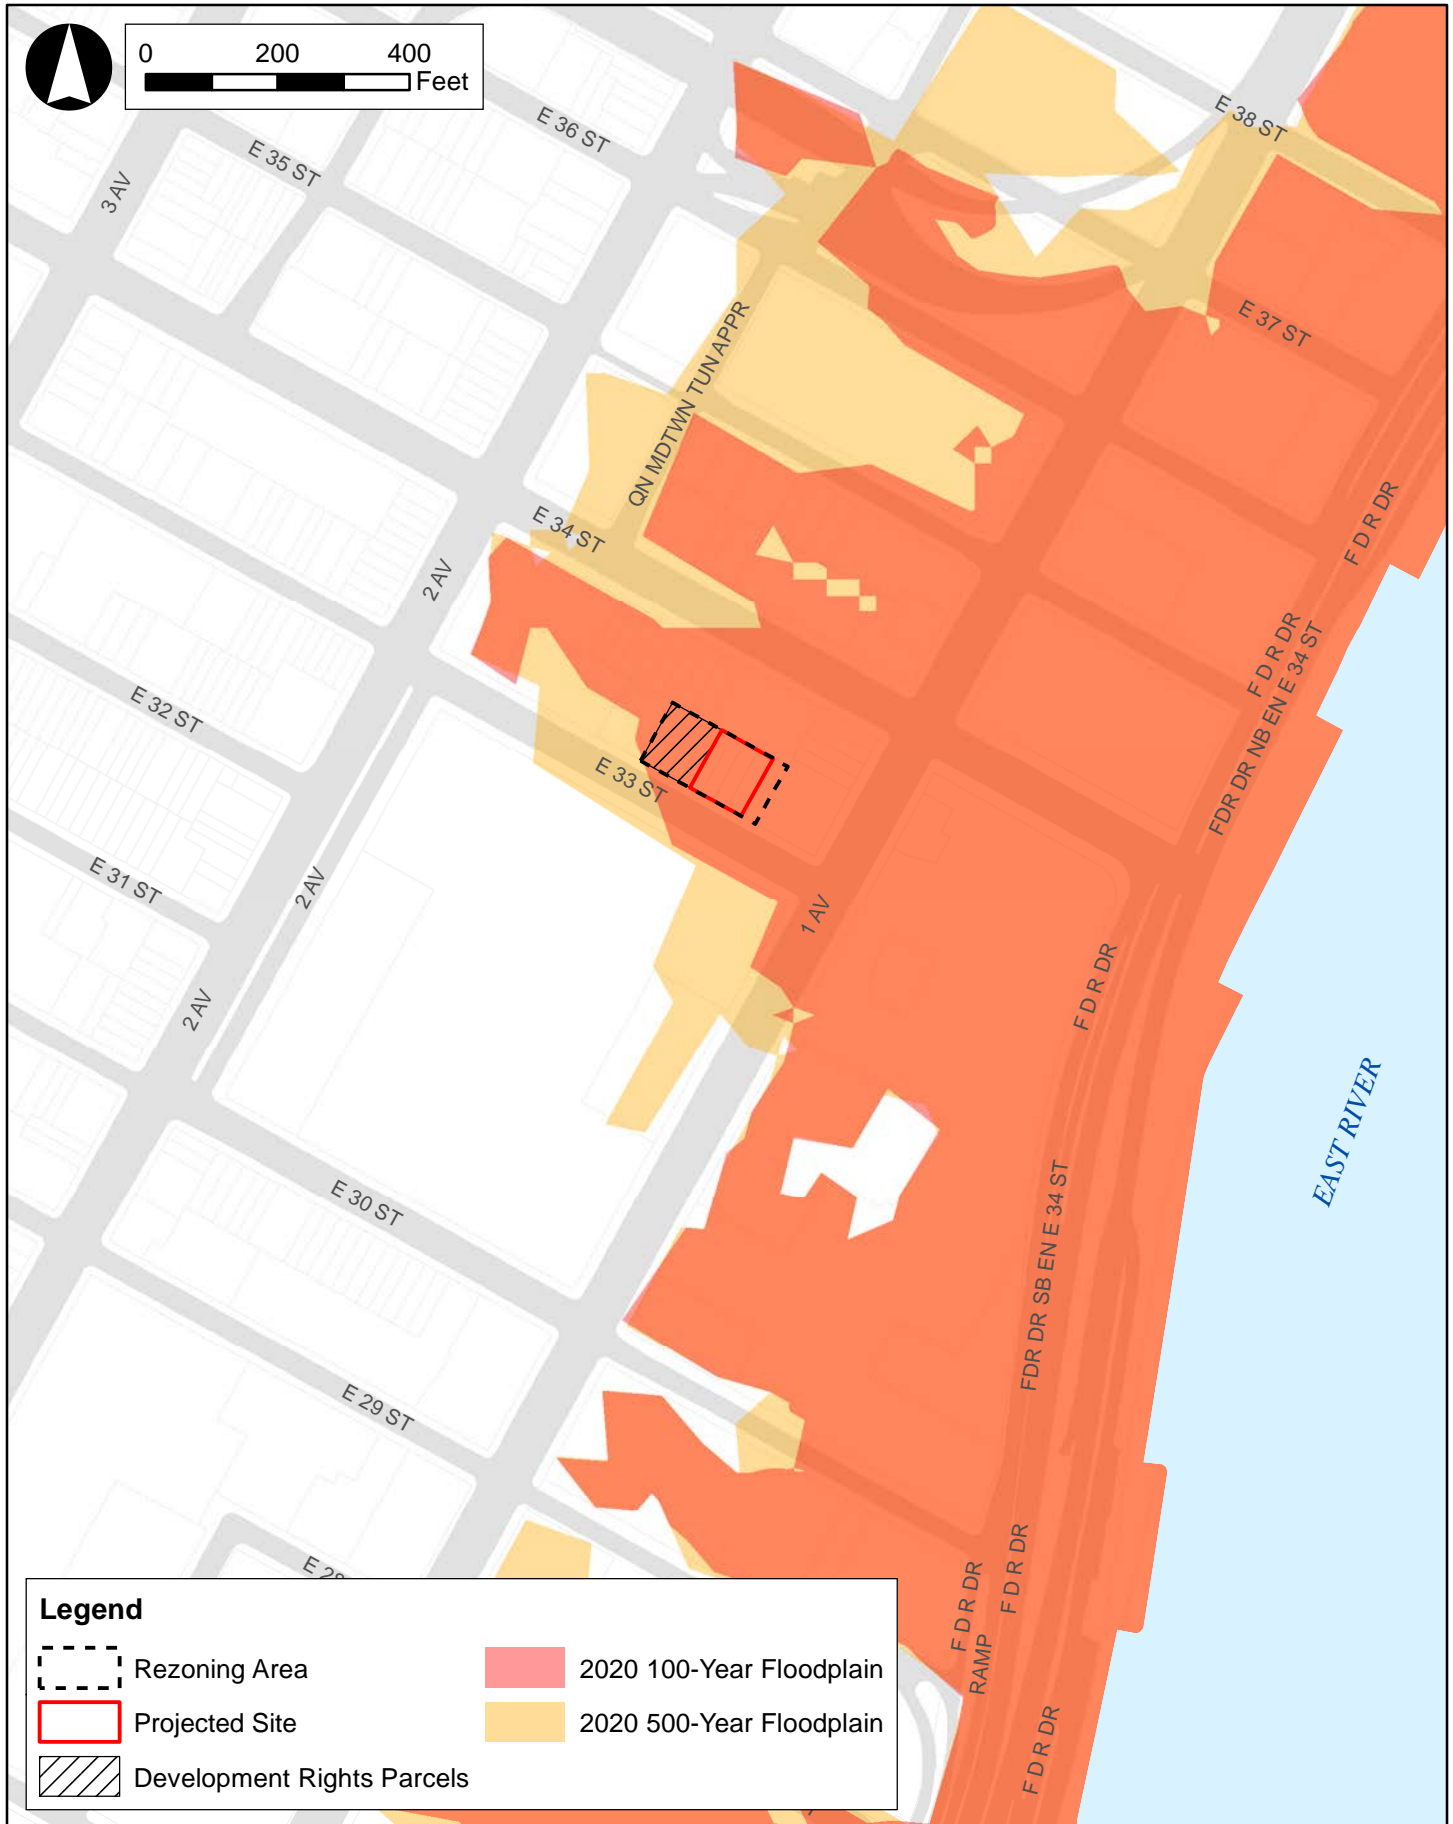 0 200 400
Feet
E 36 ST
E 38 ST
E 35 ST
3 AV
E 37 ST
QN MDTWN TUN APPR
E 34 ST
F D R DR
2 AV
F D R DR
FDR DR NB EN E 34 ST
E 32 ST
E 33 ST
E 31 ST
2 AV
1 AV
F D R DR
2 AV
EAST RIVER
E 30 ST
FDR DR SB EN E 34 ST
E 29 ST
F D R DR
F D R DR
RAMP
F D R DR
Legend
Rezoning Area
Projected Site
Development Rights Parcels
2020 100-Year Floodplain
2020 500-Year Floodplain